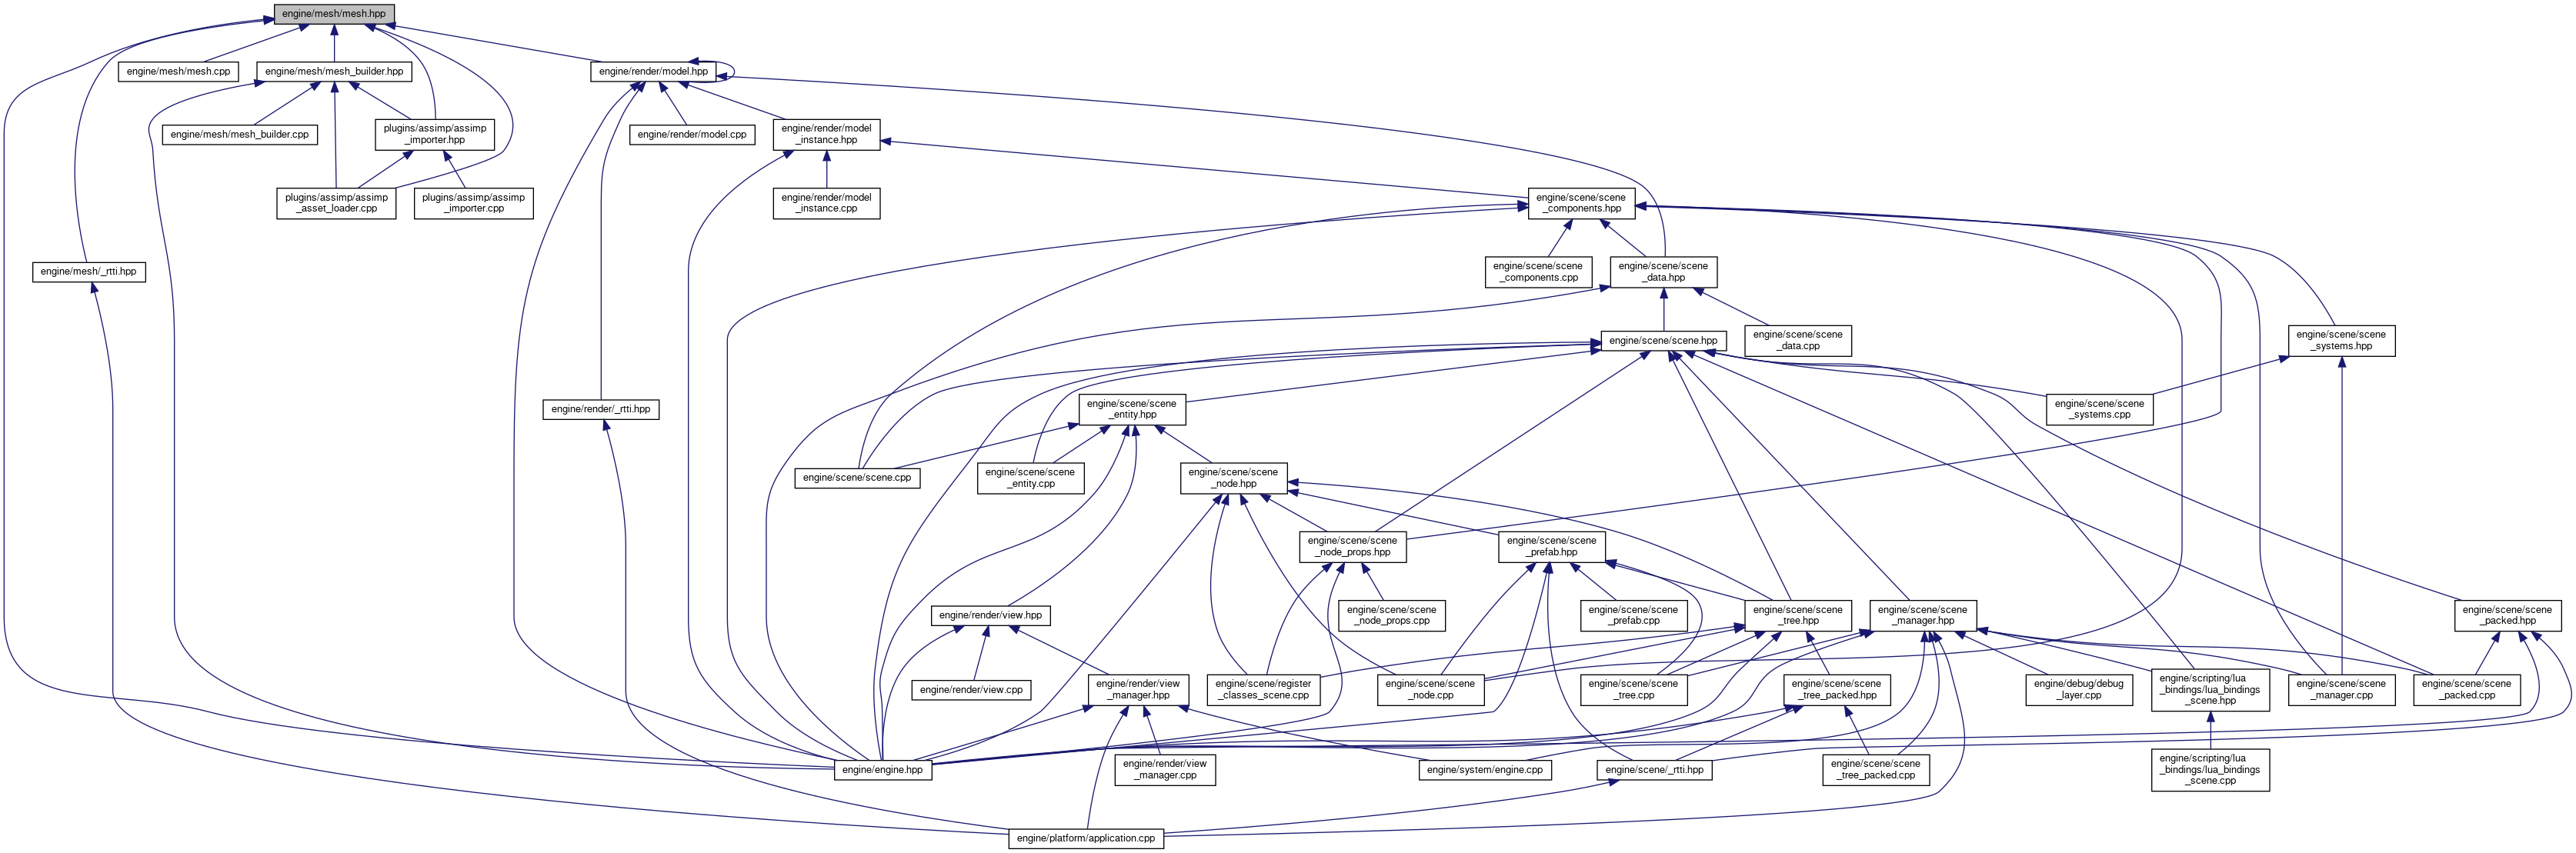 engine/mesh/mesh.hpp
engine/mesh/mesh.cpp
engine/mesh/mesh_builder.hpp
engine/render/model.hpp
engine/mesh/mesh_builder.cpp
plugins/assimp/assimp
_importer.hpp
engine/render/model.cpp
engine/render/model
_instance.hpp
plugins/assimp/assimp
_asset_loader.cpp
plugins/assimp/assimp
_importer.cpp
engine/render/model
_instance.cpp
engine/scene/scene
_components.hpp
engine/mesh/_rtti.hpp
engine/scene/scene
_components.cpp
engine/scene/scene
_data.hpp
engine/scene/scene.hpp
engine/scene/scene
_data.cpp
engine/scene/scene
_systems.hpp
engine/render/_rtti.hpp
engine/scene/scene
_entity.hpp
engine/scene/scene
_systems.cpp
engine/scene/scene.cpp
engine/scene/scene
_entity.cpp
engine/scene/scene
_node.hpp
engine/scene/scene
_node_props.hpp
engine/scene/scene
_prefab.hpp
engine/render/view.hpp
engine/scene/scene
_node_props.cpp
engine/scene/scene
_prefab.cpp
engine/scene/scene
_tree.hpp
engine/scene/scene
_manager.hpp
engine/scene/scene
_packed.hpp
engine/render/view.cpp
engine/render/view
_manager.hpp
engine/scene/register
_classes_scene.cpp
engine/scene/scene
_node.cpp
engine/scene/scene
_tree.cpp
engine/scene/scene
_tree_packed.hpp
engine/debug/debug
_layer.cpp
engine/scripting/lua
_bindings/lua_bindings
_scene.hpp
engine/scene/scene
_manager.cpp
engine/scene/scene
_packed.cpp
engine/engine.hpp
engine/render/view
_manager.cpp
engine/system/engine.cpp
engine/scene/_rtti.hpp
engine/scene/scene
_tree_packed.cpp
engine/scripting/lua
_bindings/lua_bindings
_scene.cpp
engine/platform/application.cpp